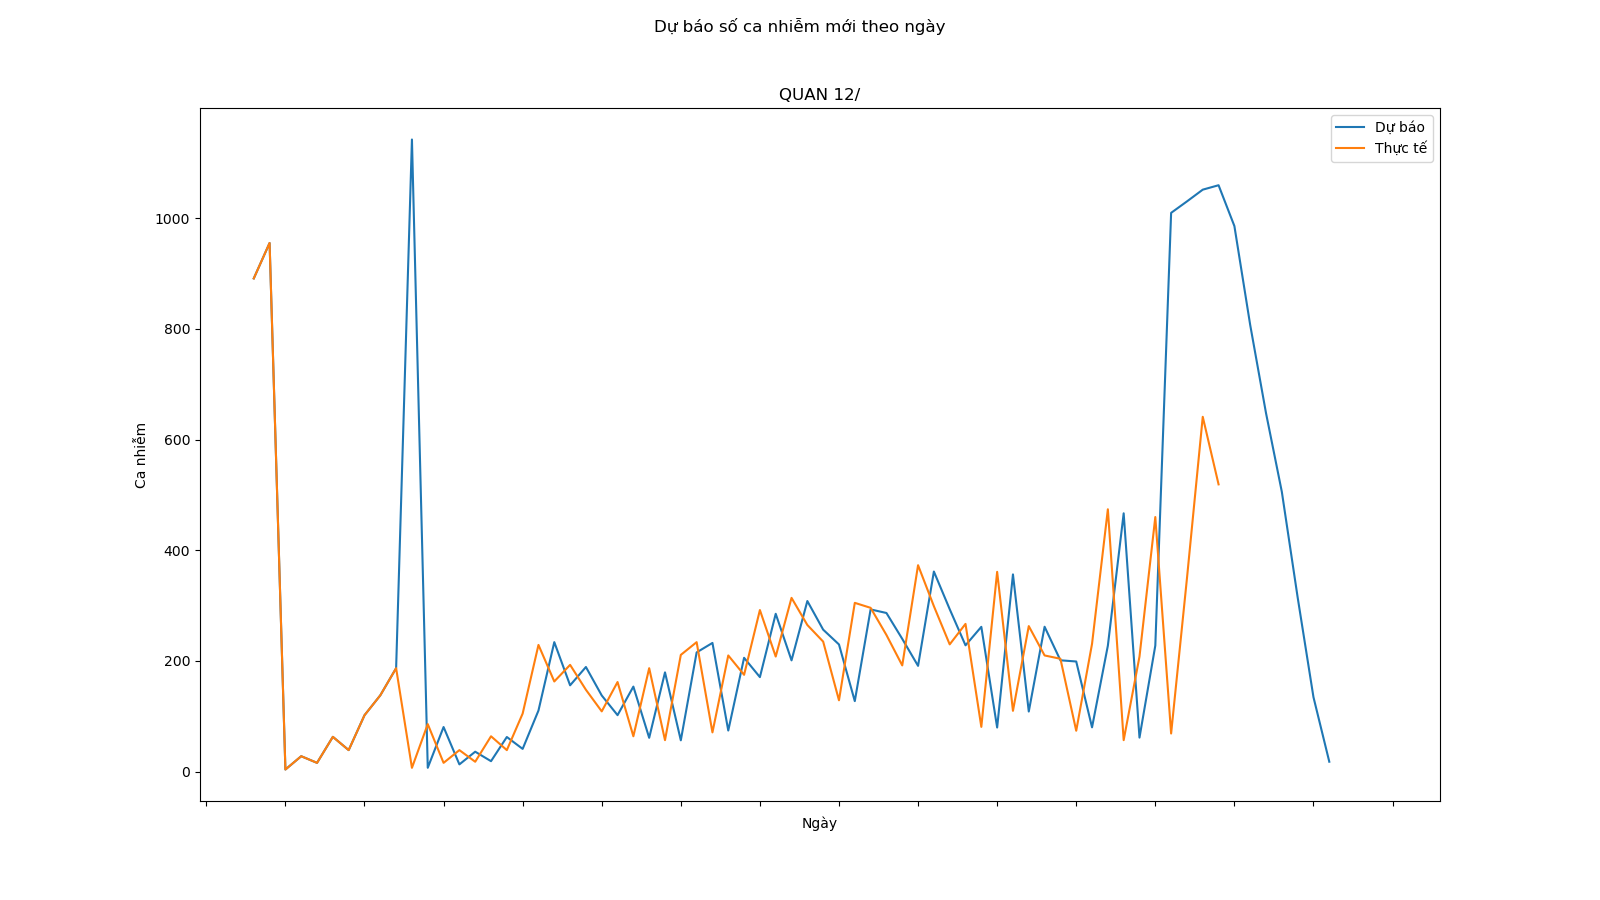 Dự báo số ca nhiễm mới theo ngày
QUAN 12/
Dự báo
Thực tế
1000
800
600
400
200
0
Ca nhiễm
Ngày